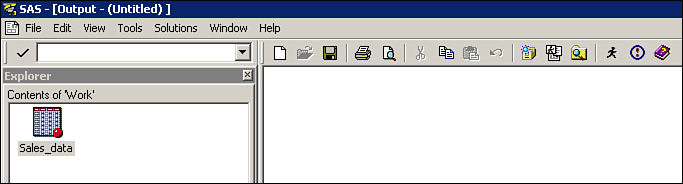 SAS - [Output - (Untitled) ]
File Edit View Tools Solutions Window Help
Explorer
Contents of 'Work'
Sales_data